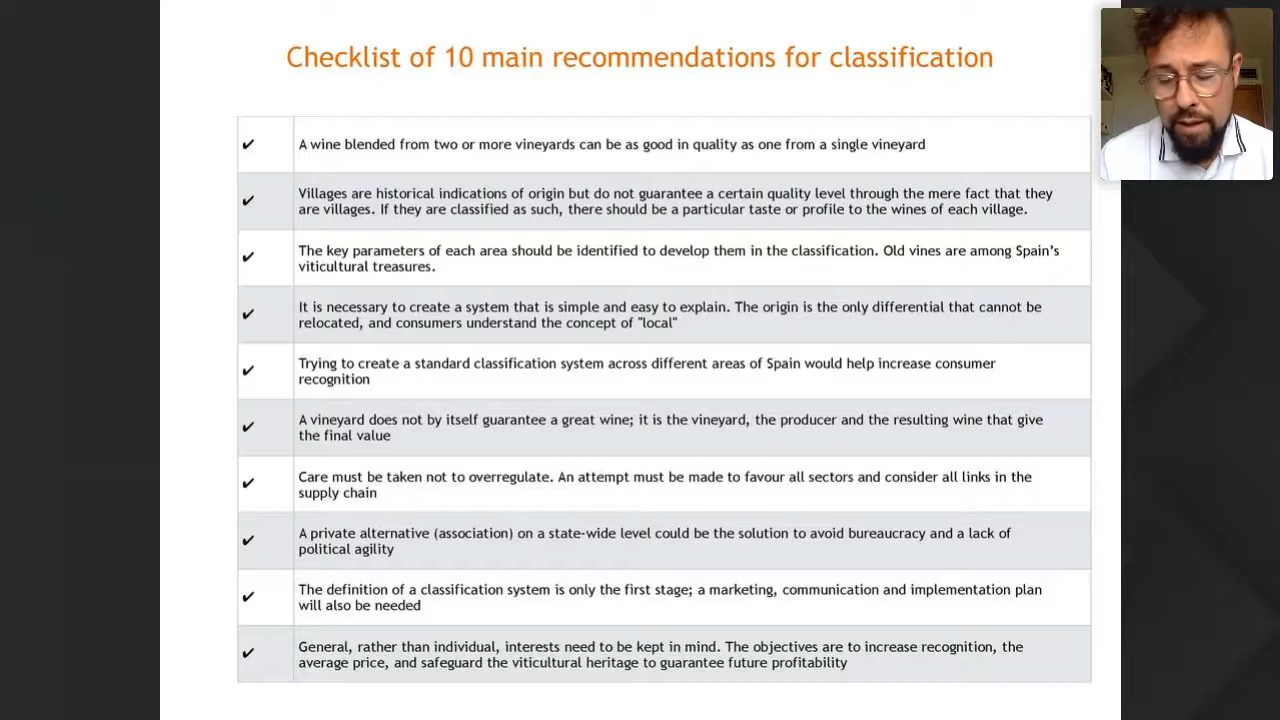 Checklist of 10 main recommendations for classification
✔ A wine blended from two or more vineyards can be as good in quality as one from a single vineyard
✔ Villages are historical indications of origin but do not guarantee a certain quality level through the mere fact that they
are villages. If they are classified as such, there should be a particular taste or profile to the wines of each village.
✔ The key parameters of each area should be identified to develop them in the classification. Old vines are among Spain's
viticultural treasures.
✔ It is necessary to create a system that is simple and easy to explain. The origin is the only differential that cannot be
relocated, and consumers understand the concept of "local"
✔ Trying to create a standard classification system across different areas of Spain would help increase consumer
recognition
✔ A vineyard does not by itself guarantee a great wine; it is the vineyard, the producer and the resulting wine that give
the final value
✔ Care must be taken not to overregulate. An attempt must be made to favour all sectors and consider all links in the
supply chain
✔ A private alternative (association) on a state-wide level could be the solution to avoid bureaucracy and a lack of
political agility
✔ The definition of a classification system is only the first stage; a marketing, communication and implementation plan
will also be needed
✔ General, rather than individual, interests need to be kept in mind. The objectives are to increase recognition, the
average price, and safeguard the viticultural heritage to guarantee future profitability